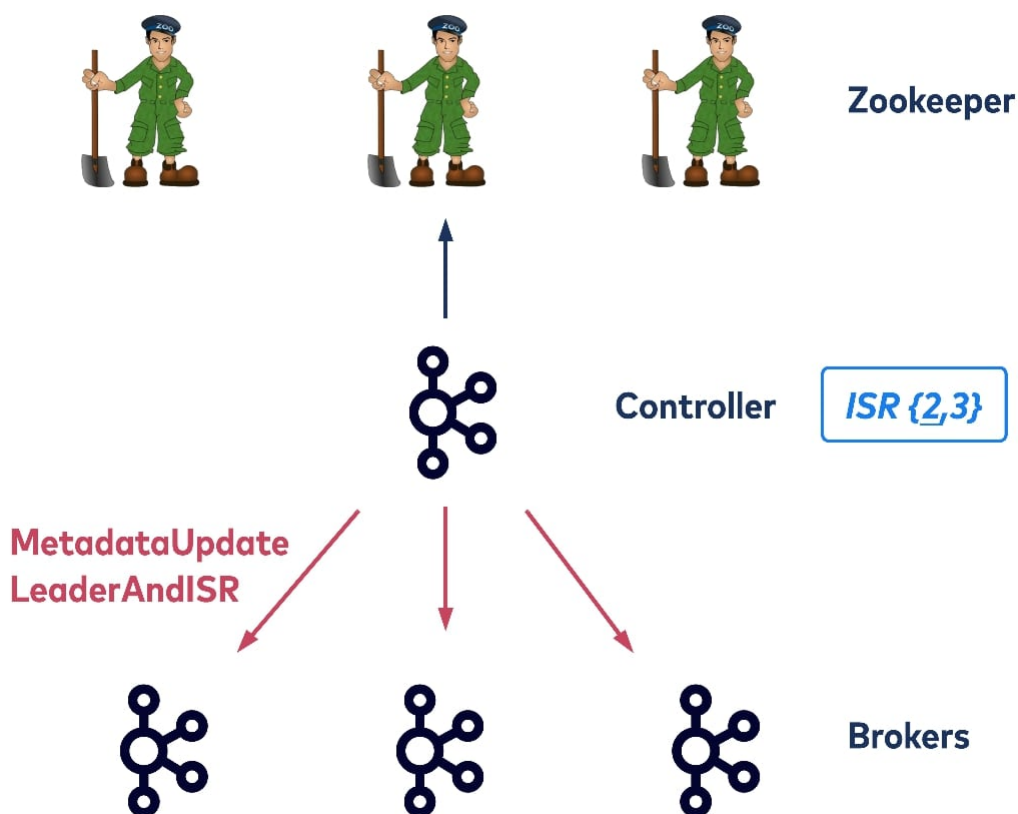 ZOO
ZOO
ZOO
Zookeeper
Controller
ISR {2,3}
MetadataUpdate
LeaderAndISR
Brokers